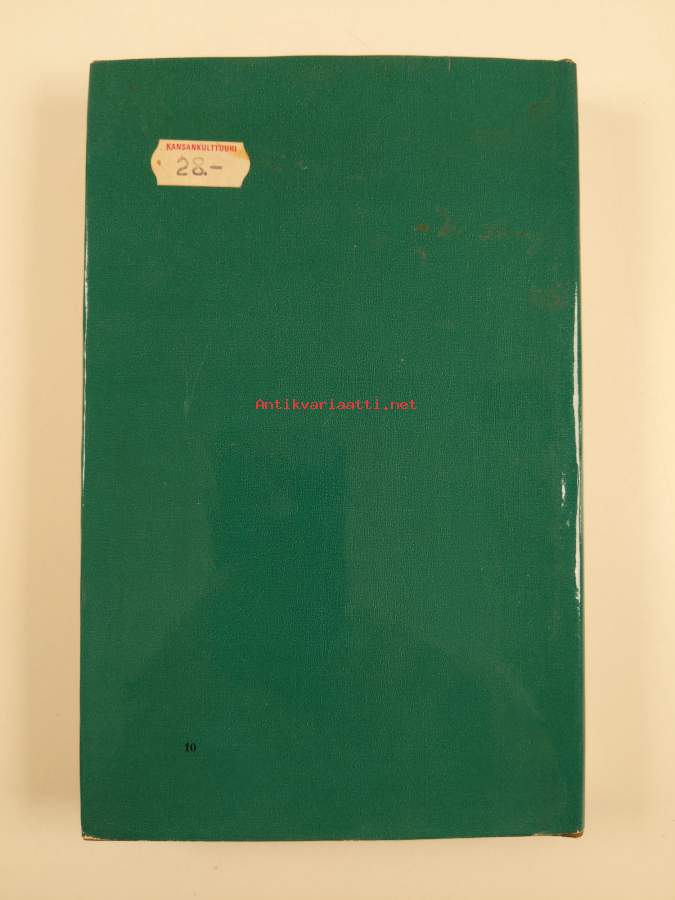 KANSANKULTTUURI
28.-
Antikvariaatti.net
10